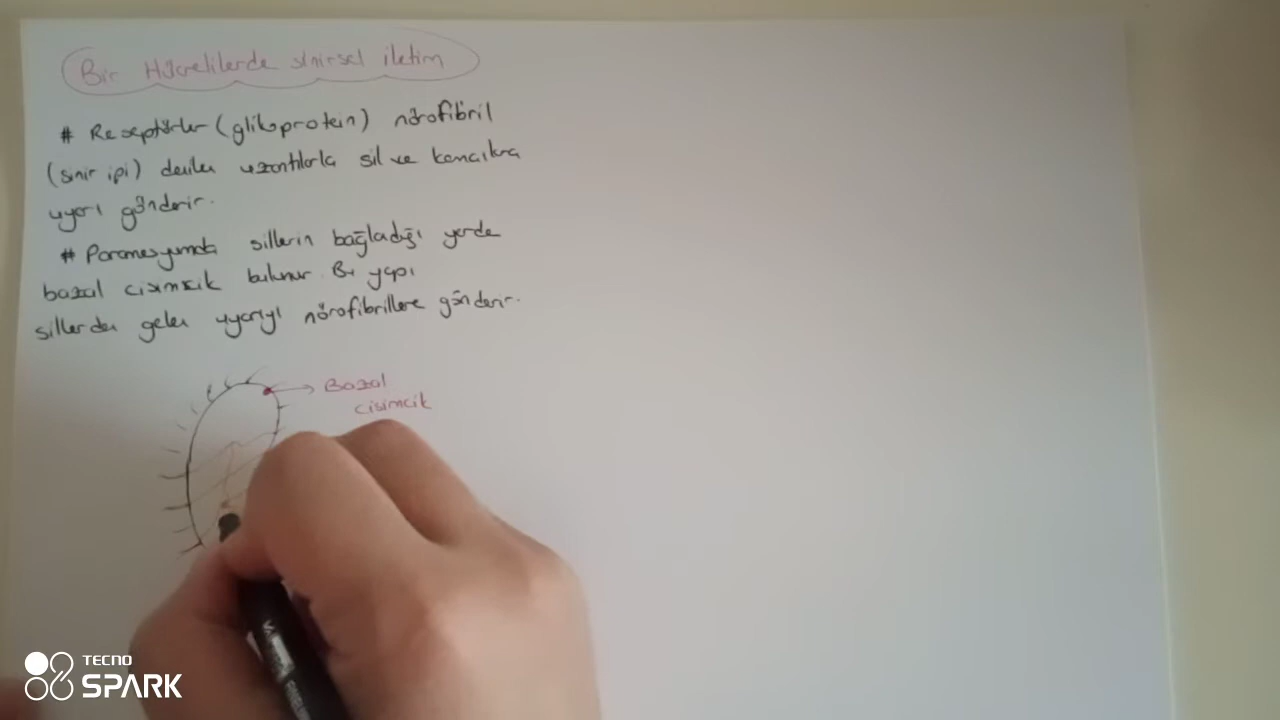 Bir Hücrelilerde sinirsel iletim
# Reseptörler (glikoprotein) nörofibril
(sinir ipi) denilen uzantılarla sil ve kamçılara
uyarı gönderir.
# Paramesyumda sillerin bağladığı yerde
bazal cisimcik bulunur. Bu yapı
sillerden gelen uyarıyı nörofibrillere gönderir.
Bazal
cisimcik
TECNO
SPARK